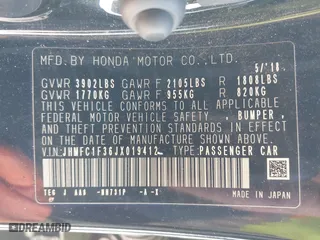 MFD.BY HONDA MOTOR CO.,LTD.
5/'18
GVWR 3902LBS GAWR F 2105LBS R 1808LBS
GVWR 1770KG GAWR F 955KG R 820KG
THIS VEHICLE CONFORMS TO ALL APPLICABLE
FEDERAL MOTOR VEHICLE SAFETY, BUMPER,
AND THEFT PREVENTION STANDARDS IN EFFECT
ON THE DATE OF MANUFACTURE SHOWN ABOVE.
V.I.N.: JHMFC1F36JX019412 TYPE: PASSENGER CAR
MADE IN JAPAN
AutoHelperBot.com